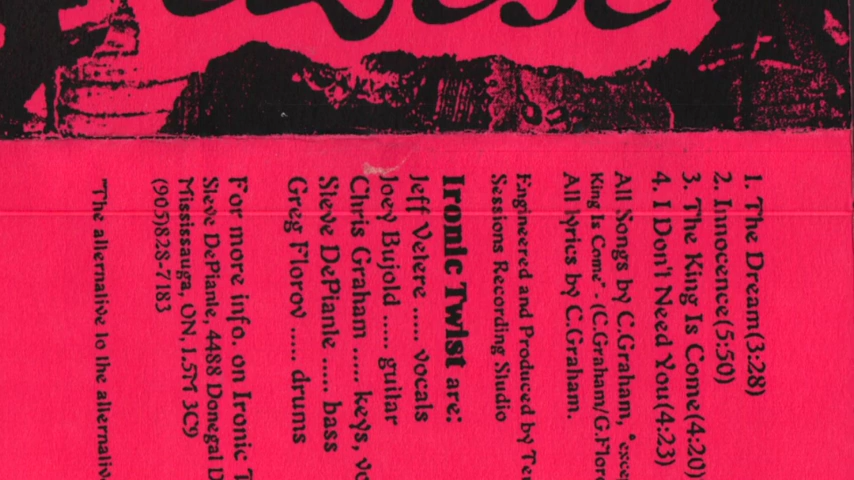 1. The Dream(3:28)
2. Innocence(5:50)
3. The King Is Come(4:20)
4. I Don't Need You(4:23)
All Songs by C.Graham,
King Is Come" - (C.Graham/
All lyrics by C.Graham.
Engineered and Produced by
Sessions Recording Studio
Ironic Twist are:
Jeff Vetere ...... vocals
Joey Bujold ...... guitar
Chris Graham ...... keys,
Steve DePiante ..... bass
Greg Florov ..... drums
For more info. on Ironic
Steve DePiante, 4488 Donegal
Mississauga, ON L5M 3C9
(905)828-7183
"The alternative to the